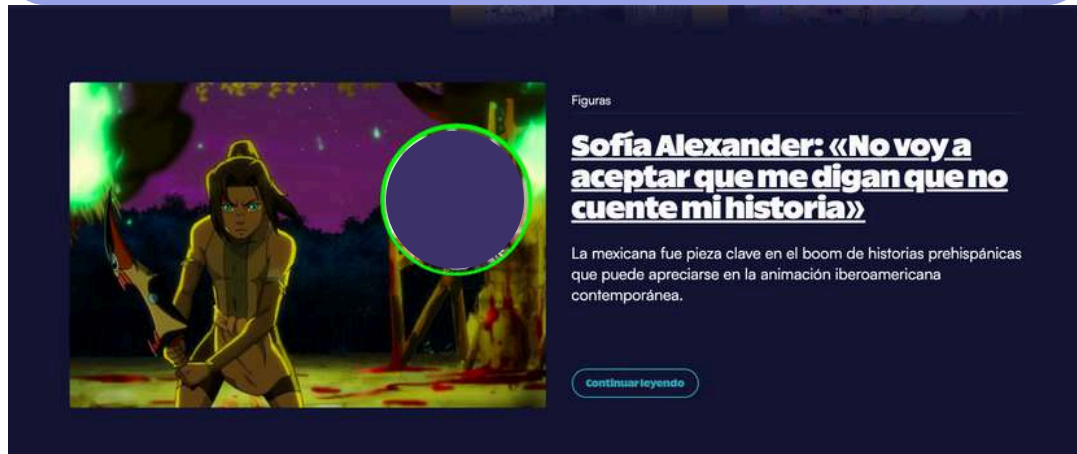 Figuras
Sofía Alexander: «No voy a
aceptar que me digan que no
cuente mi historia»
La mexicana fue pieza clave en el boom de historias prehispánicas
que puede apreciarse en la animación iberoamericana
contemporánea.
Continuar leyendo